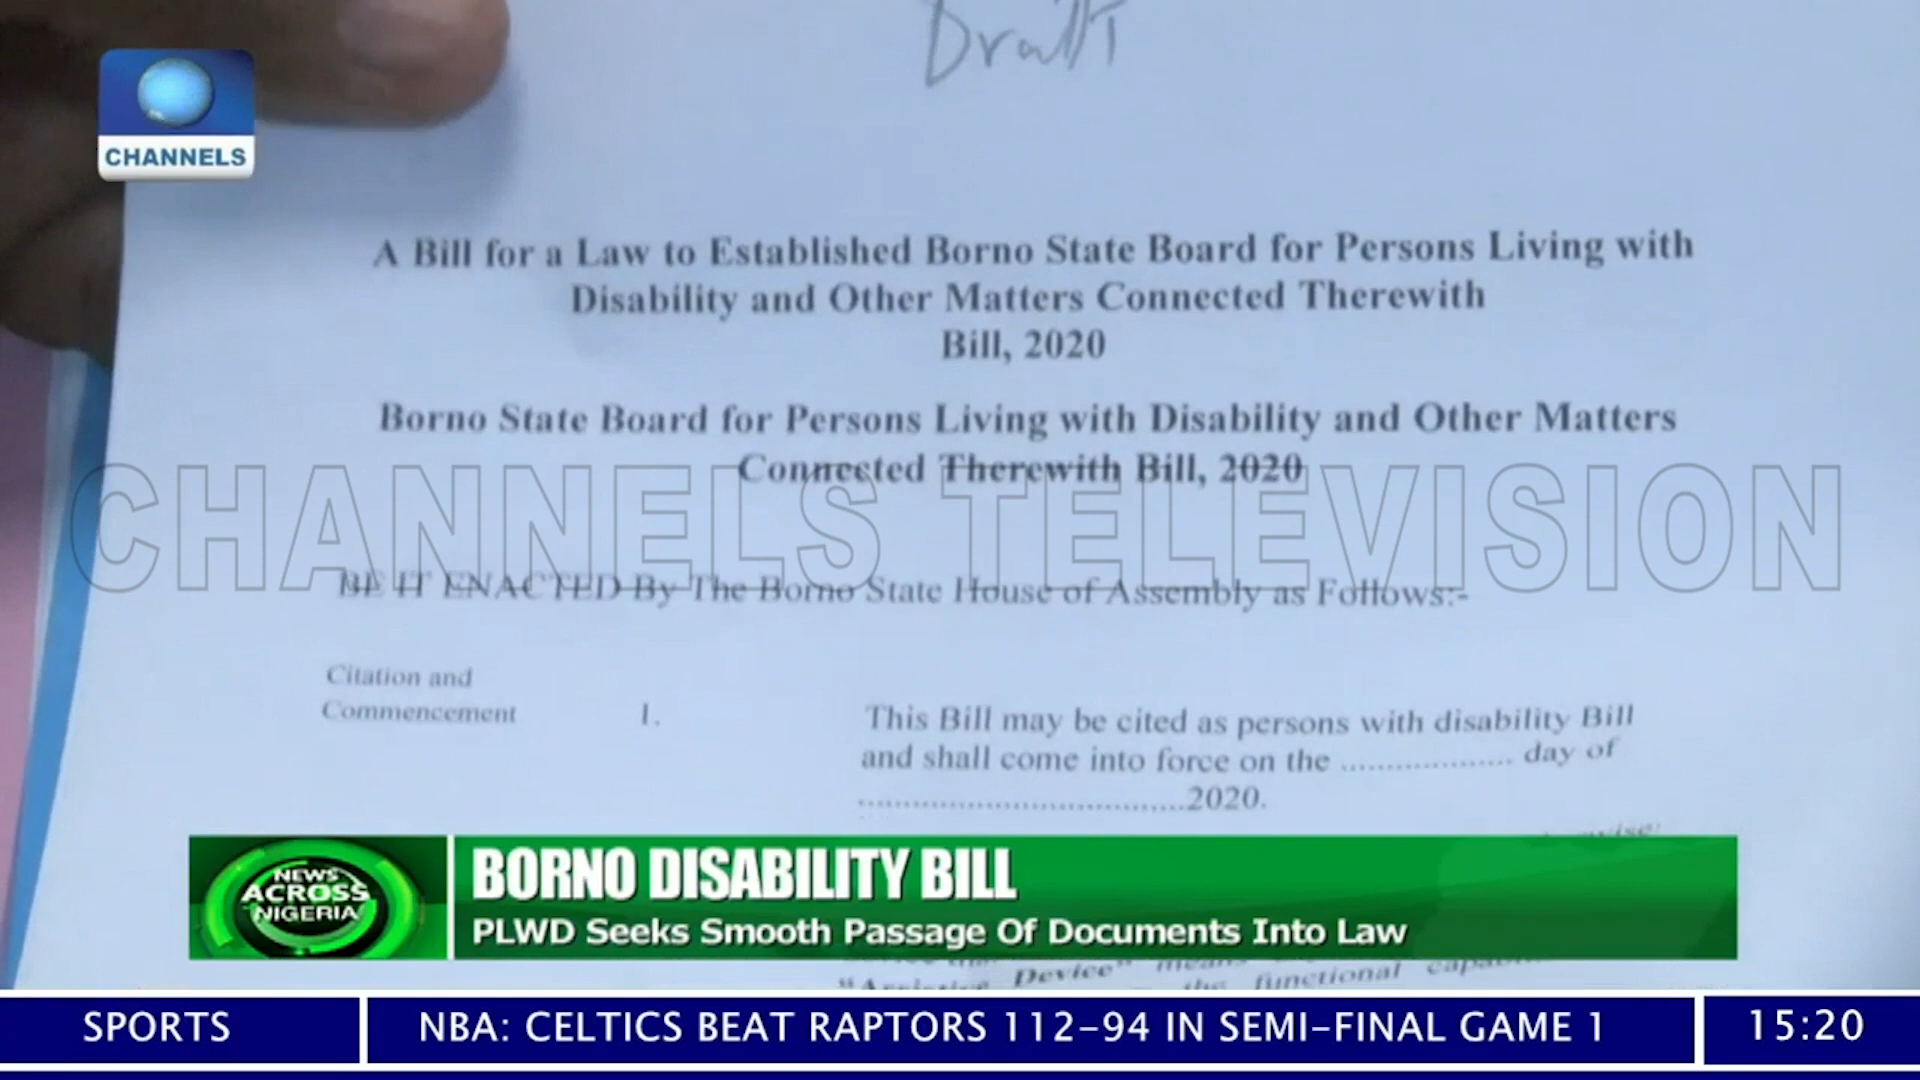 Draft
CHANNELS
A Bill for a Law to Established Borno State Board for Persons Living with
Disability and Other Matters Connected Therewith
Bill, 2020
Borno State Board for Persons Living with Disability and Other Matters
Connected Therewith Bill, 2020
CHANNELS TELEVISION
BE IT ENACTED By The Borno State House of Assembly as Follows:-
Citation and
Commencement 1.
This Bill may be cited as persons with disability Bill
and shall come into force on the .................. day of
...................................2020.
NEWS
ACROSS
NIGERIA
BORNO DISABILITY BILL
PLWD Seeks Smooth Passage Of Documents Into Law
Device" means
the functional
SPORTS
NBA: CELTICS BEAT RAPTORS 112-94 IN SEMI-FINAL GAME 1
15:20